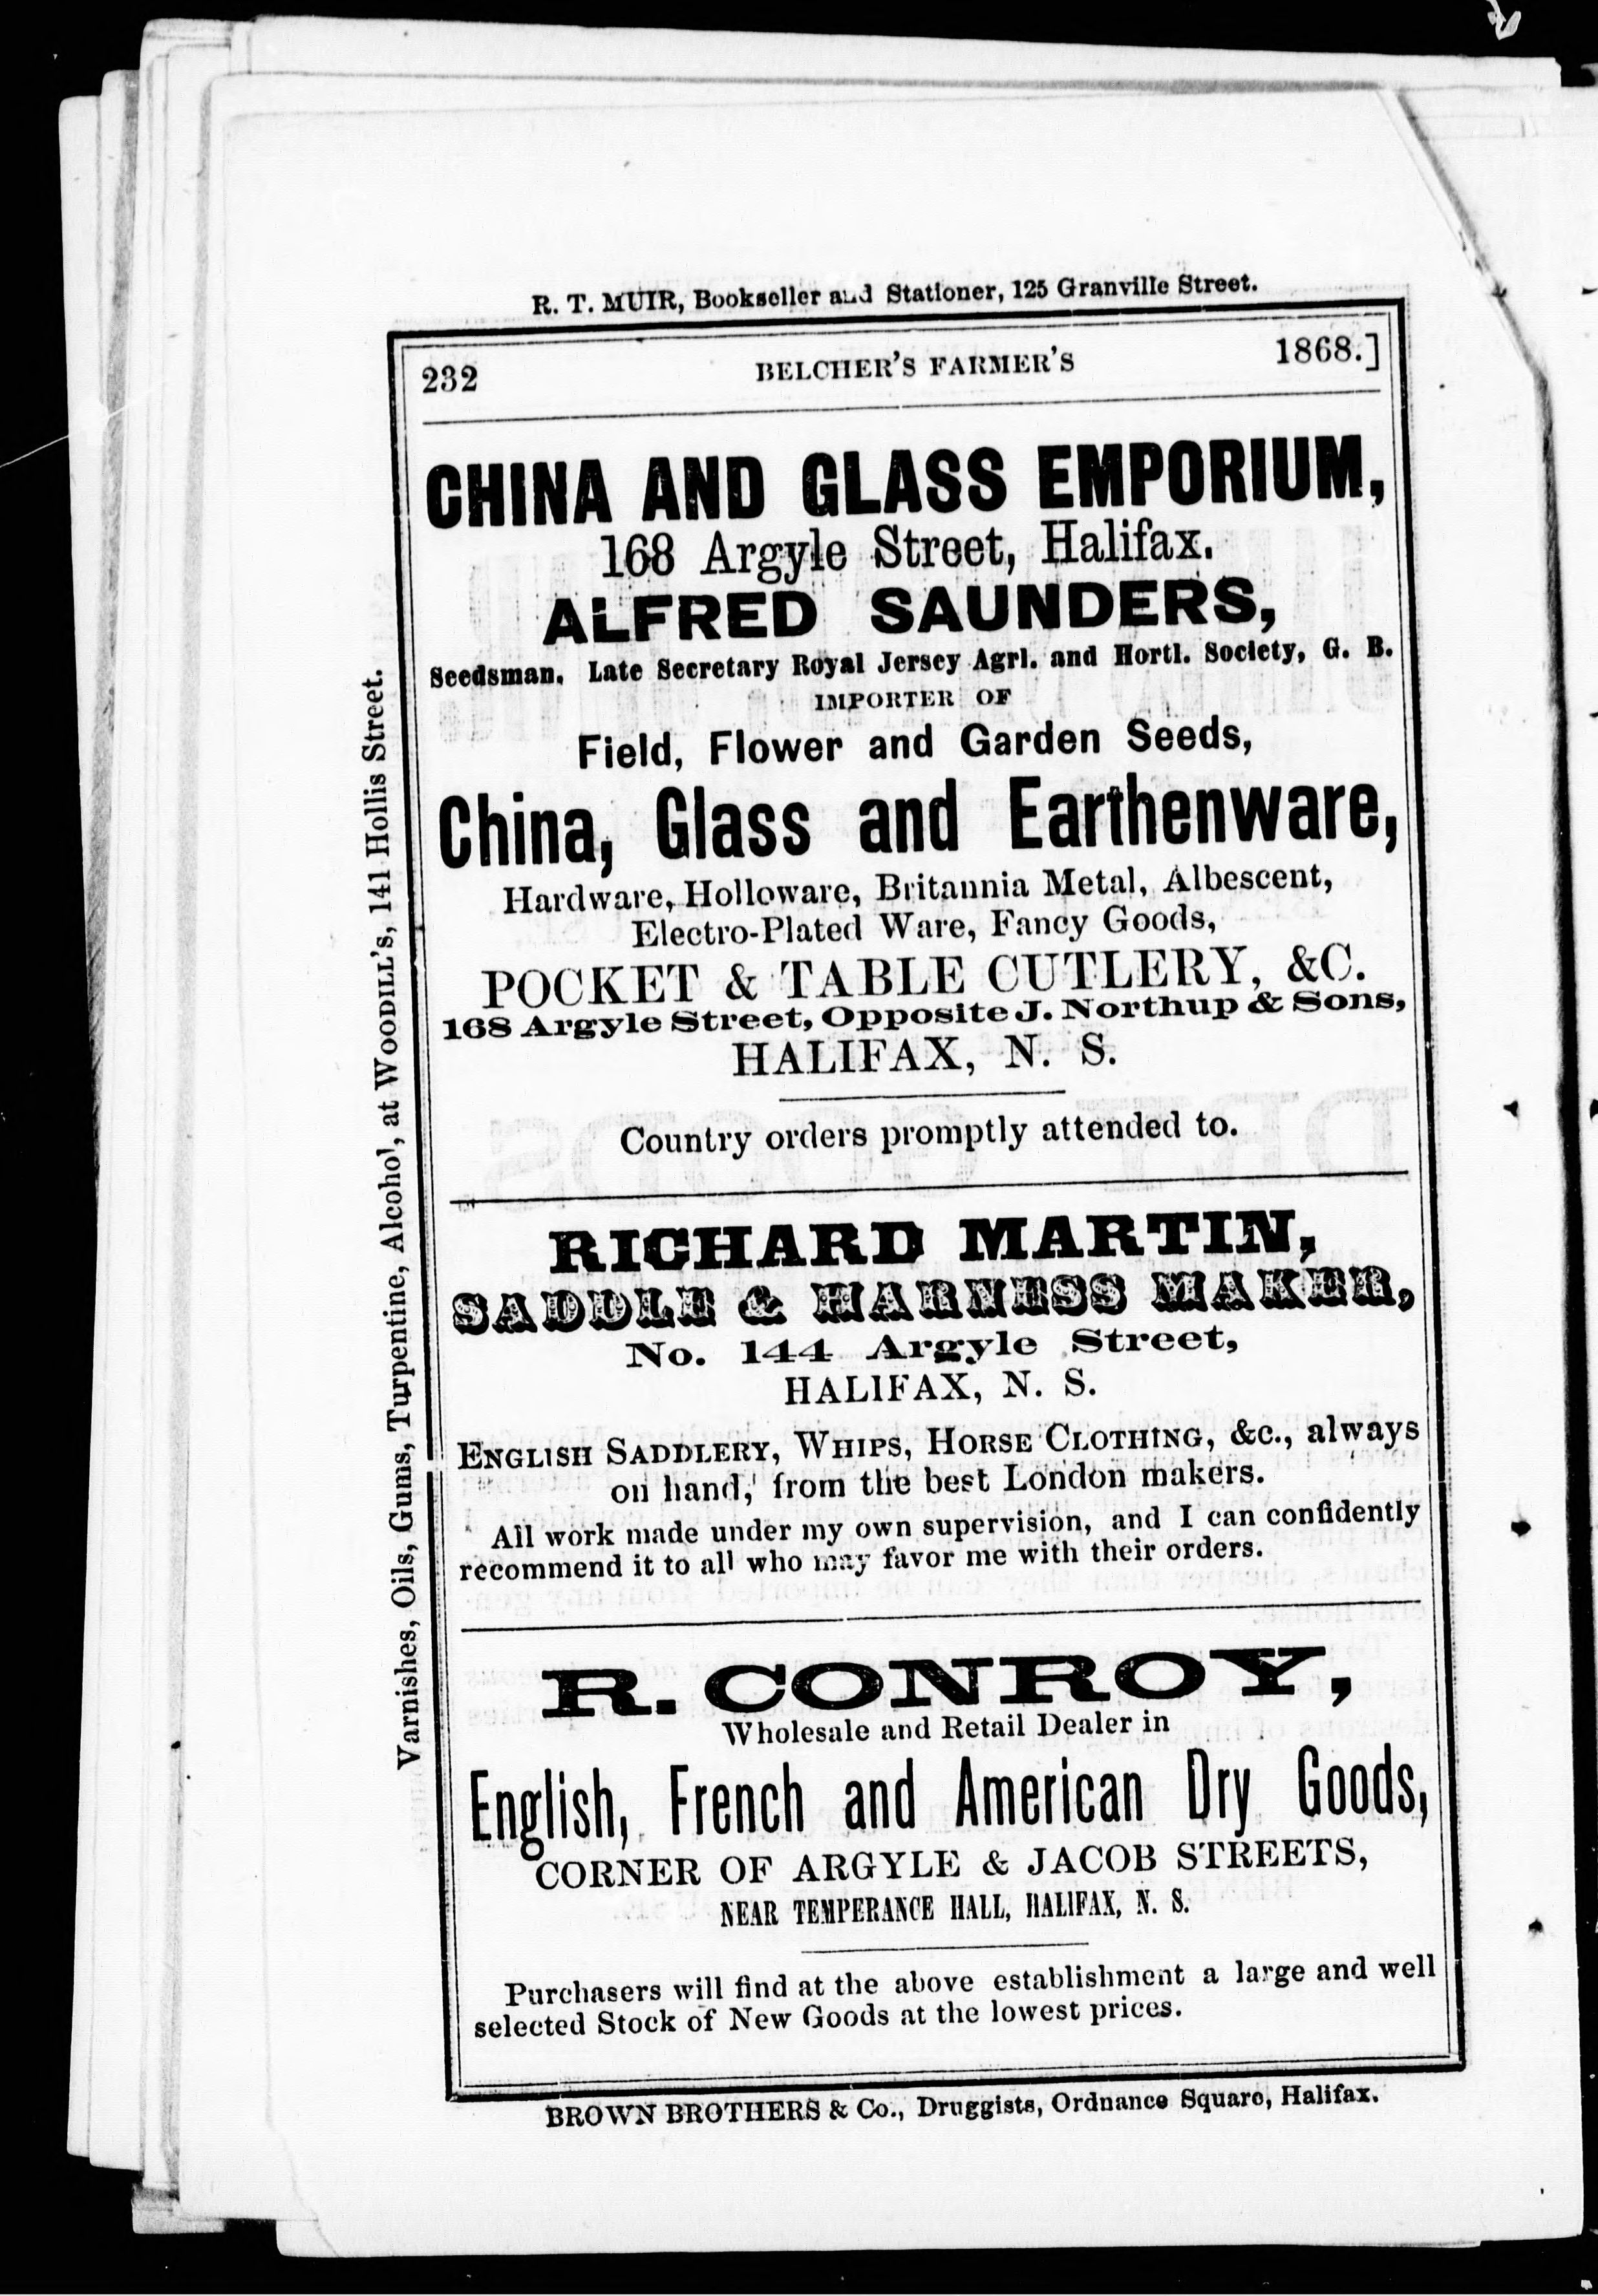 R. T. MUIR, Bookseller and Stationer, 125 Granville Street.
232 BELCHER'S FARMER'S 1868.]
CHINA AND GLASS EMPORIUM,
168 Argyle Street, Halifax.
ALFRED SAUNDERS,
Seedsman. Late Secretary Royal Jersey Agrl. and Hortl. Society, G. B.
IMPORTER OF
Field, Flower and Garden Seeds,
China, Glass and Earthenware,
Hardware, Holloware, Britannia Metal, Albescent,
Electro-Plated Ware, Fancy Goods,
POCKET & TABLE CUTLERY, &C.
168 Argyle Street, Opposite J. Northup & Sons,
HALIFAX, N. S.
Country orders promptly attended to.
RICHARD MARTIN,
SADDLE & HARNESS MAKER,
No. 144 Argyle Street,
HALIFAX, N. S.
ENGLISH SADDLERY, WHIPS, HORSE CLOTHING, &c., always
on hand, from the best London makers.
All work made under my own supervision, and I can confidently
recommend it to all who may favor me with their orders.
R. CONROY,
Wholesale and Retail Dealer in
English, French and American Dry Goods,
CORNER OF ARGYLE & JACOB STREETS,
NEAR TEMPERANCE HALL, HALIFAX, N. S.
Purchasers will find at the above establishment a large and well
selected Stock of New Goods at the lowest prices.
BROWN BROTHERS & Co., Druggists, Ordnance Square, Halifax.
Varnishes, Oils, Gums, Turpentine, Alcohol, at WOODILL'S, 141 Hollis Street.